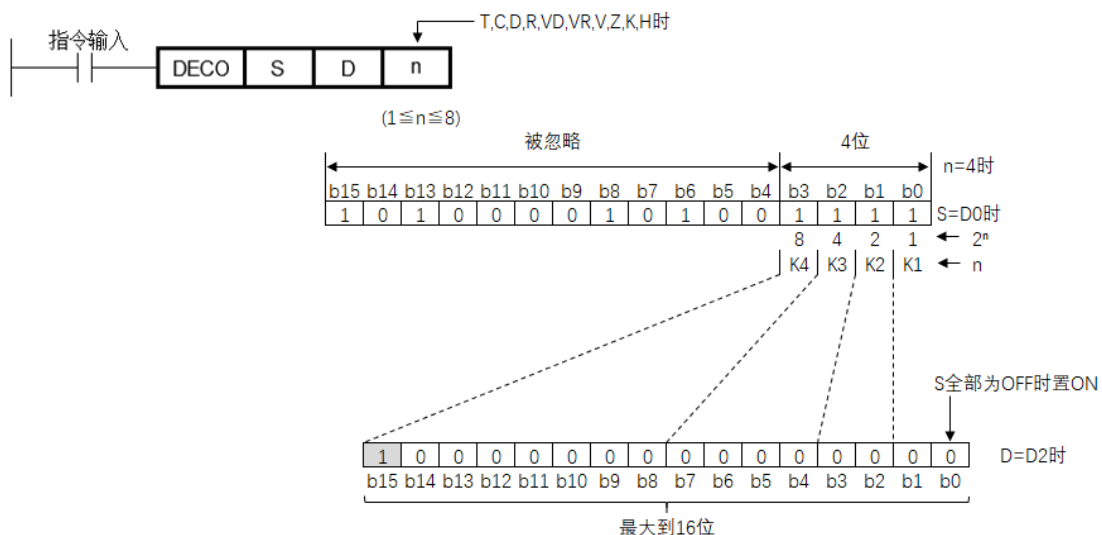 T,C,D,R,VD,VR,V,Z,K,H时
指令输入
DECO S D n
(1≦n≦8)
被忽略 4位
n=4时
b15 b14 b13 b12 b11 b10 b9 b8 b7 b6 b5 b4 b3 b2 b1 b0
1 0 1 0 0 0 0 1 0 1 0 0 1 1 1 1 S=D0时
8 4 2 1 ← 2ⁿ
K4 K3 K2 K1 ← n
S全部为OFF时置ON
1 0 0 0 0 0 0 0 0 0 0 0 0 0 0 0 D=D2时
b15 b14 b13 b12 b11 b10 b9 b8 b7 b6 b5 b4 b3 b2 b1 b0
最大到16位